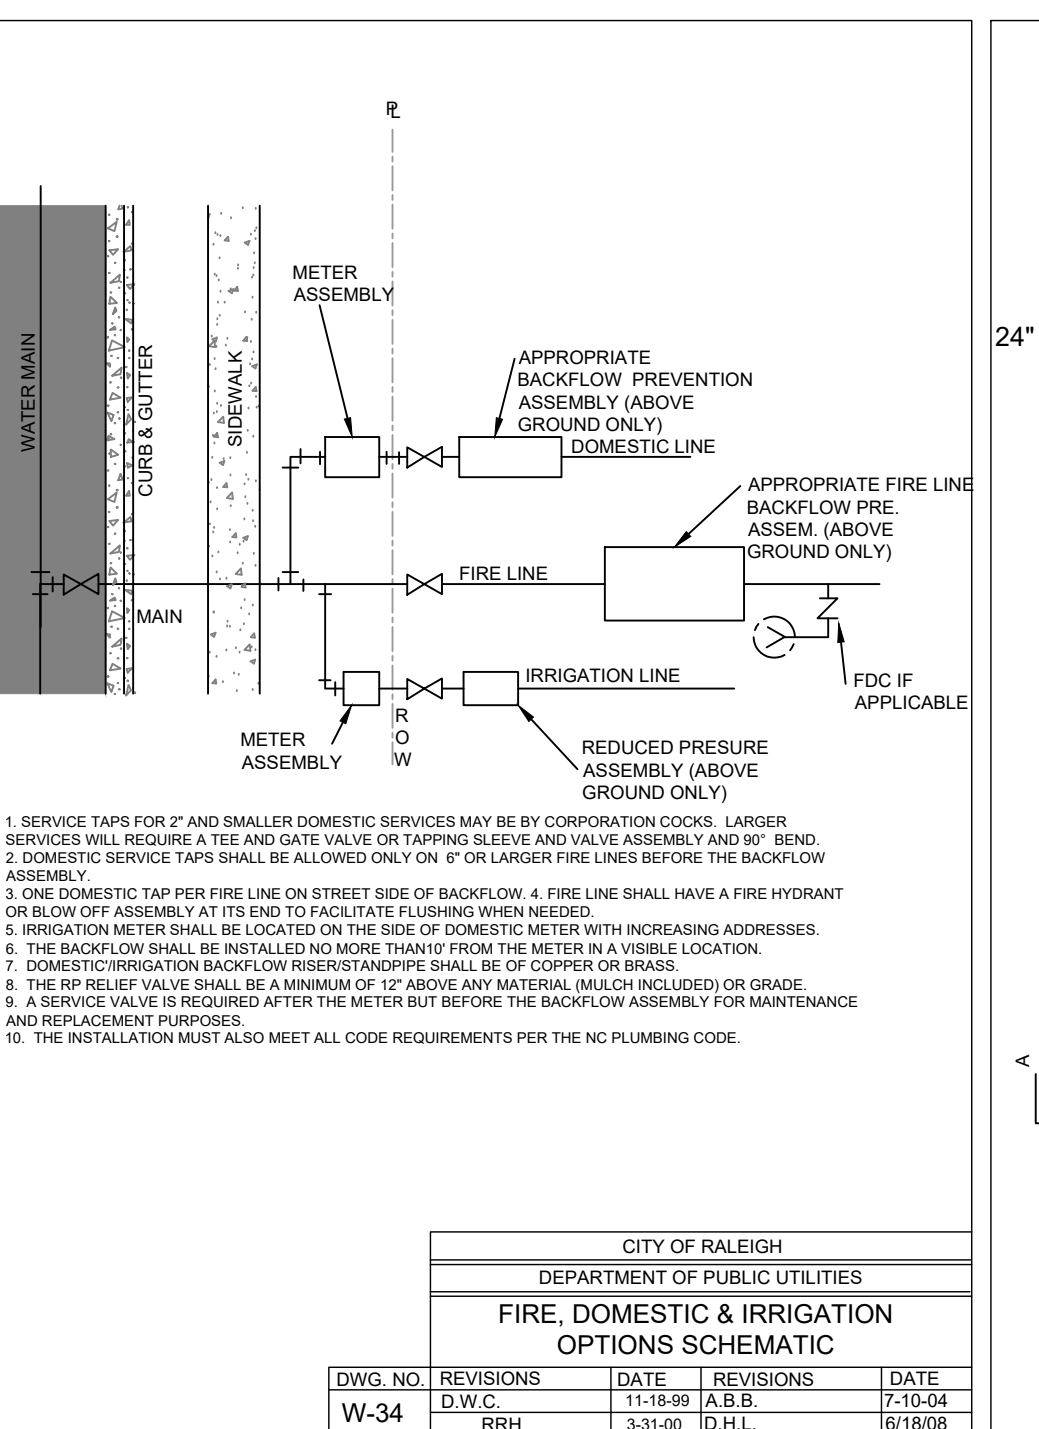 PL
METER
ASSEMBLY
24"
WATER MAIN
CURB & GUTTER
SIDEWALK
APPROPRIATE
BACKFLOW PREVENTION
ASSEMBLY (ABOVE
GROUND ONLY)
DOMESTIC LINE
APPROPRIATE FIRE LINE
BACKFLOW PRE.
ASSEM. (ABOVE
GROUND ONLY)
FIRE LINE
MAIN
IRRIGATION LINE
FDC IF
APPLICABLE
R
O
W
METER
ASSEMBLY
REDUCED PRESURE
ASSEMBLY (ABOVE
GROUND ONLY)
1. SERVICE TAPS FOR 2" AND SMALLER DOMESTIC SERVICES MAY BE BY CORPORATION COCKS. LARGER
SERVICES WILL REQUIRE A TEE AND GATE VALVE OR TAPPING SLEEVE AND VALVE ASSEMBLY AND 90° BEND.
2. DOMESTIC SERVICE TAPS SHALL BE ALLOWED ONLY ON 6" OR LARGER FIRE LINES BEFORE THE BACKFLOW
ASSEMBLY.
3. ONE DOMESTIC TAP PER FIRE LINE ON STREET SIDE OF BACKFLOW. 4. FIRE LINE SHALL HAVE A FIRE HYDRANT
OR BLOW OFF ASSEMBLY AT ITS END TO FACILITATE FLUSHING WHEN NEEDED.
5. IRRIGATION METER SHALL BE LOCATED ON THE SIDE OF DOMESTIC METER WITH INCREASING ADDRESSES.
6. THE BACKFLOW SHALL BE INSTALLED NO MORE THAN10' FROM THE METER IN A VISIBLE LOCATION.
7. DOMESTIC'/IRRIGATION BACKFLOW RISER/STANDPIPE SHALL BE OF COPPER OR BRASS.
8. THE RP RELIEF VALVE SHALL BE A MINIMUM OF 12" ABOVE ANY MATERIAL (MULCH INCLUDED) OR GRADE.
9. A SERVICE VALVE IS REQUIRED AFTER THE METER BUT BEFORE THE BACKFLOW ASSEMBLY FOR MAINTENANCE
AND REPLACEMENT PURPOSES.
10. THE INSTALLATION MUST ALSO MEET ALL CODE REQUIREMENTS PER THE NC PLUMBING CODE.
A
CITY OF RALEIGH
DEPARTMENT OF PUBLIC UTILITIES
FIRE, DOMESTIC & IRRIGATION
OPTIONS SCHEMATIC
DWG. NO. REVISIONS DATE REVISIONS DATE
W-34 D.W.C. 11-18-99 A.B.B. 7-10-04
RRH 3-31-00 D.H.L. 6/18/08